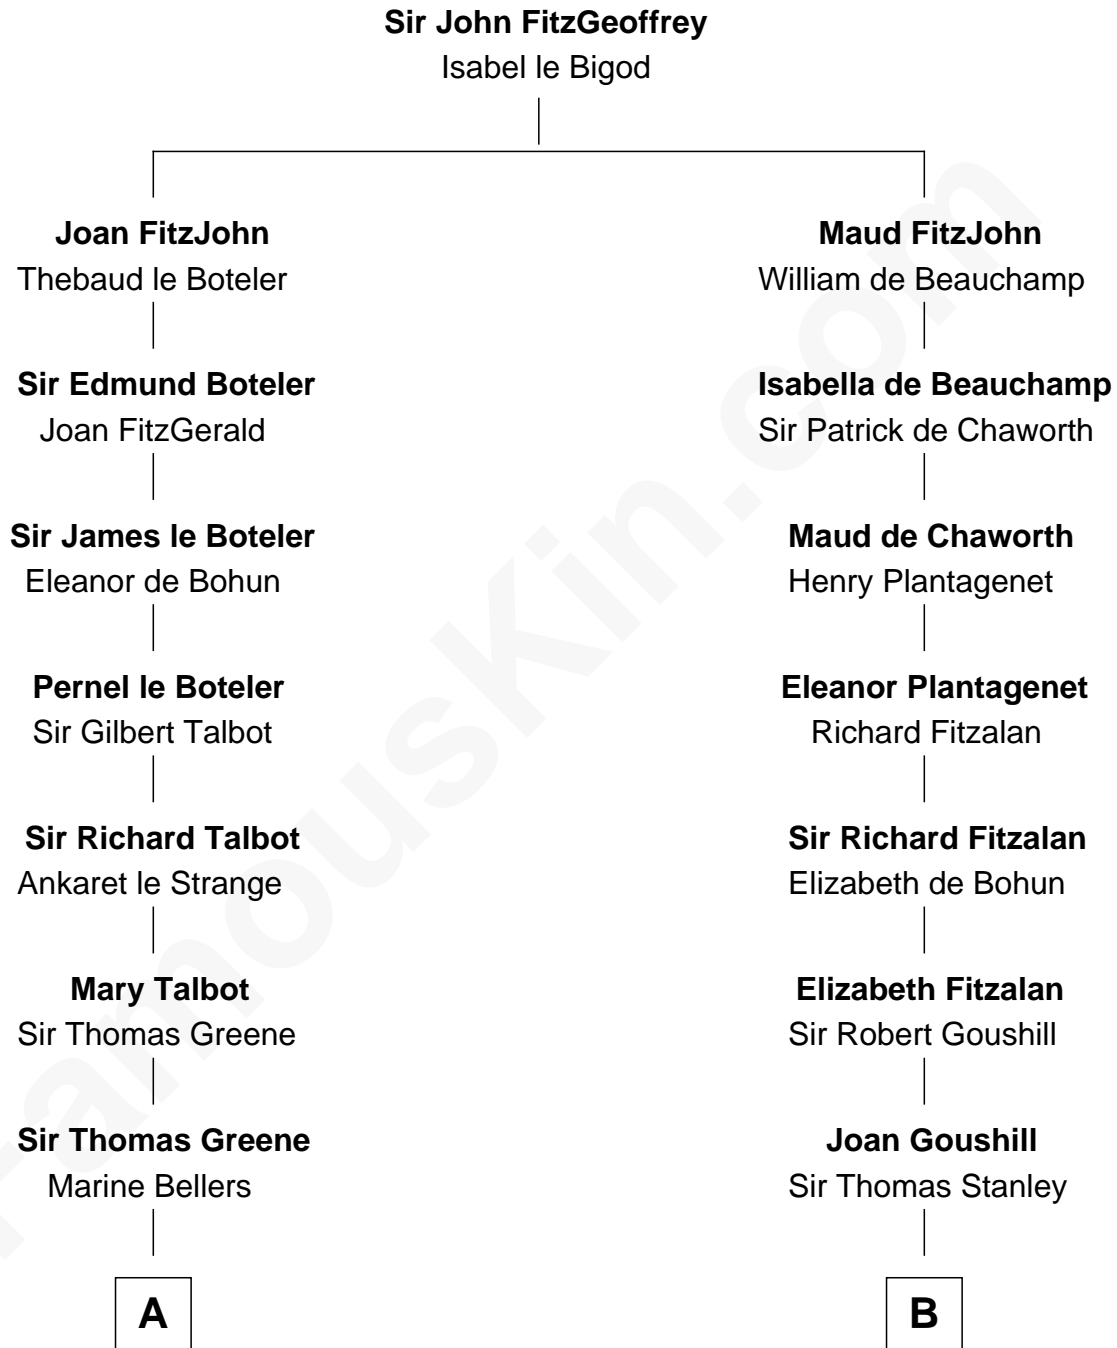 Sir John FitzGeoffrey
Isabel le Bigod
Joan FitzJohn
Thebaud le Boteler
Maud FitzJohn
William de Beauchamp
Sir Edmund Boteler
Joan FitzGerald
Isabella de Beauchamp
Sir Patrick de Chaworth
Sir James le Boteler
Eleanor de Bohun
Maud de Chaworth
Henry Plantagenet
Pernel le Boteler
Sir Gilbert Talbot
Eleanor Plantagenet
Richard Fitzalan
Sir Richard Talbot
Ankaret le Strange
Sir Richard Fitzalan
Elizabeth de Bohun
Mary Talbot
Sir Thomas Greene
Elizabeth Fitzalan
Sir Robert Goushill
Sir Thomas Greene
Marine Bellers
Joan Goushill
Sir Thomas Stanley
A
B
FamousKin.com